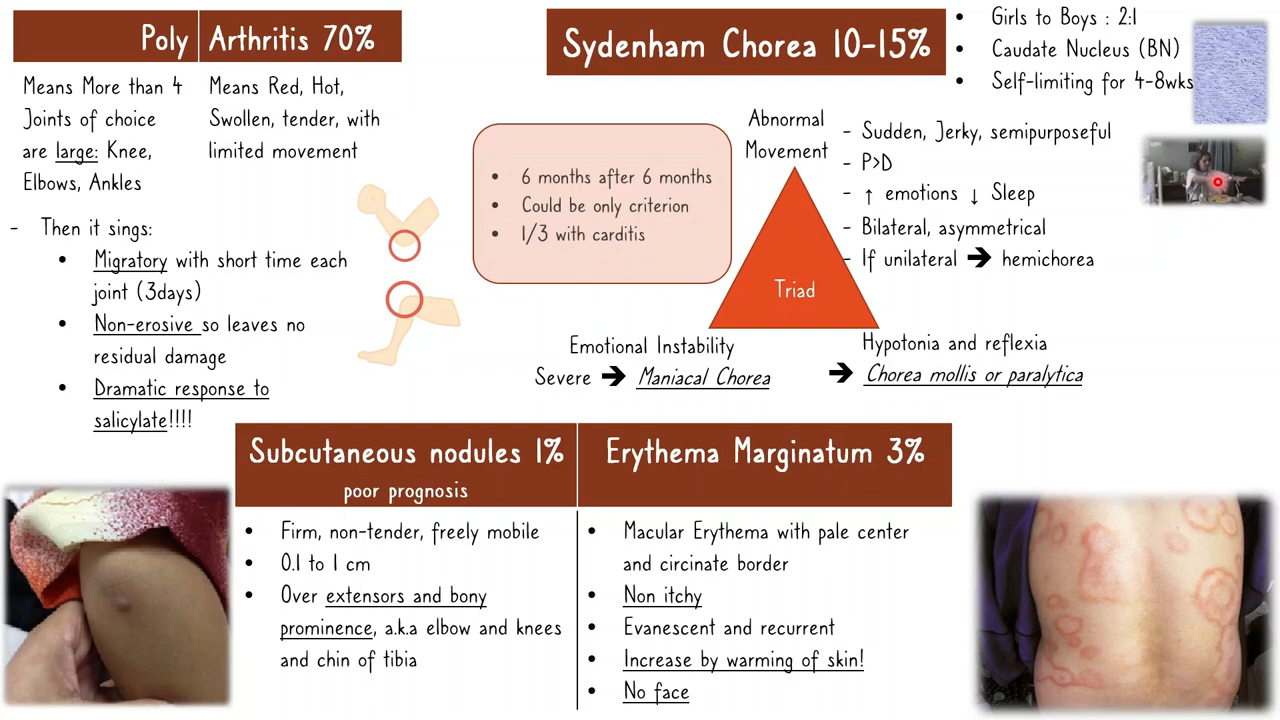 Poly Arthritis 70%
Means More than 4
Joints of choice
are large: Knee,
Elbows, Ankles
Means Red, Hot,
Swollen, tender, with
limited movement
- Then it sings:
• Migratory with short time each
joint (3days)
• Non-erosive so leaves no
residual damage
• Dramatic response to
salicylate!!!!
Sydenham Chorea 10-15%
• Girls to Boys : 2:1
• Caudate Nucleus (BN)
• Self-limiting for 4-8wks
• 6 months after 6 months
• Could be only criterion
• 1/3 with carditis
Abnormal
Movement
- Sudden, Jerky, semipurposeful
- P>D
- ↑ emotions ↓ Sleep
- Bilateral, asymmetrical
- If unilateral ➔ hemichorea
Triad
Emotional Instability
Severe ➔ Maniacal Chorea
Hypotonia and reflexia
➔ Chorea mollis or paralytica
Subcutaneous nodules 1%
poor prognosis
• Firm, non-tender, freely mobile
• 0.1 to 1 cm
• Over extensors and bony
prominence, a.k.a elbow and knees
and chin of tibia
Erythema Marginatum 3%
• Macular Erythema with pale center
and circinate border
• Non itchy
• Evanescent and recurrent
• Increase by warming of skin!
• No face